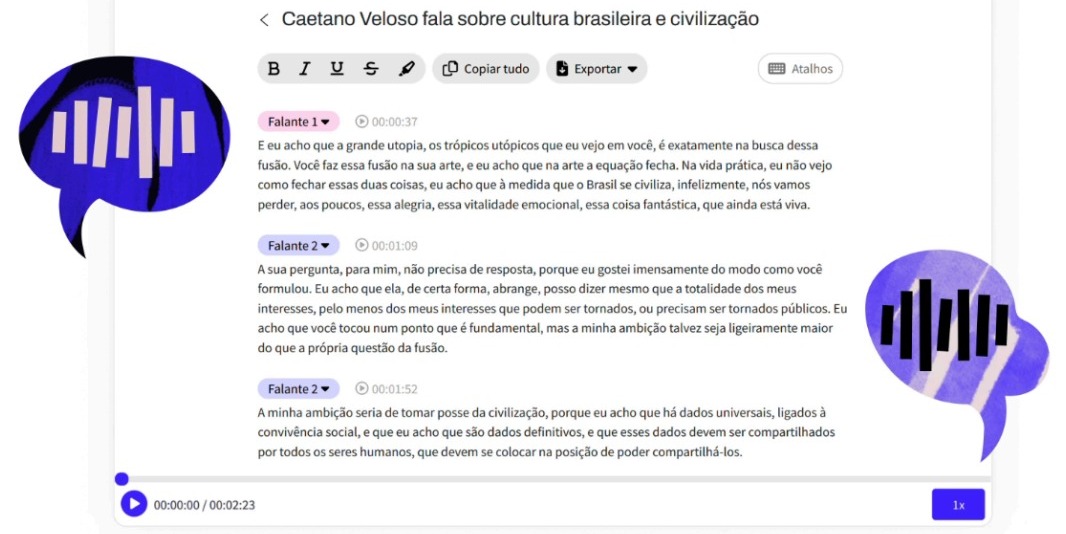 Caetano Veloso fala sobre cultura brasileira e civilização
B I U S Copiar tudo Exportar Atalhos
Falante 1 00:00:37
E eu acho que a grande utopia, os trópicos utópicos que eu vejo em você, é exatamente na busca dessa
fusão. Você faz essa fusão na sua arte, e eu acho que na arte a equação fecha. Na vida prática, eu não vejo
como fechar essas duas coisas, eu acho que à medida que o Brasil se civiliza, infelizmente, nós vamos
perder, aos poucos, essa alegria, essa vitalidade emocional, essa coisa fantástica, que ainda está viva.
Falante 2 00:01:09
A sua pergunta, para mim, não precisa de resposta, porque eu gostei imensamente do modo como você
formulou. Eu acho que ela, de certa forma, abrange, posso dizer mesmo que a totalidade dos meus
interesses, pelo menos dos meus interesses que podem ser tornados, ou precisam ser tornados públicos. Eu
acho que você tocou num ponto que é fundamental, mas a minha ambição talvez seja ligeiramente maior
do que a própria questão da fusão.
Falante 2 00:01:52
A minha ambição seria de tomar posse da civilização, porque eu acho que há dados universais, ligados à
convivência social, e que eu acho que são dados definitivos, e que esses dados devem ser compartilhados
por todos os seres humanos, que devem se colocar na posição de poder compartilhá-los.
00:00:00 / 00:02:23 1x